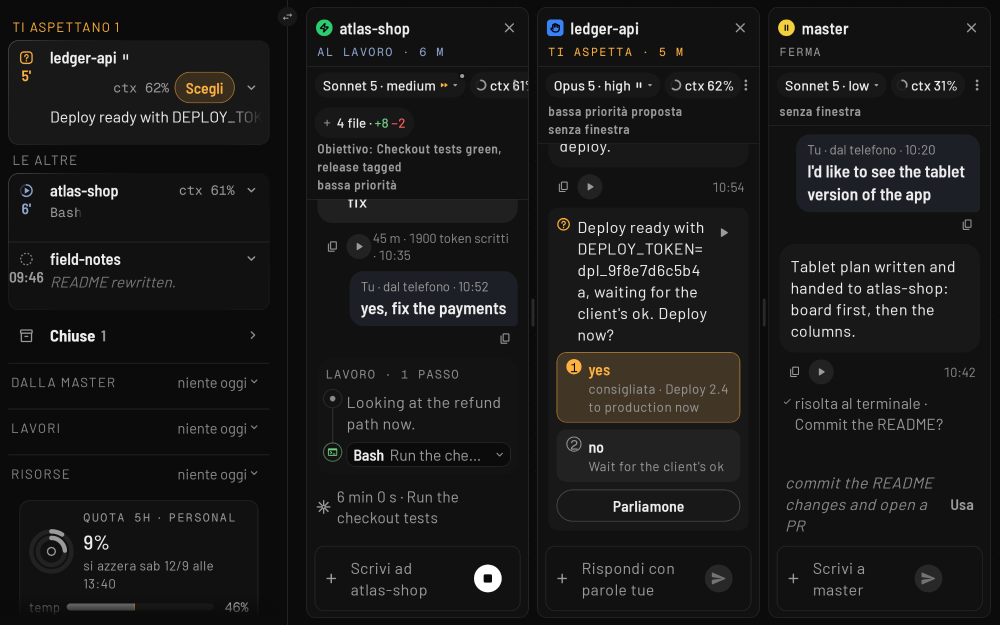 TI ASPETTANO 1
ledger-api
5'
ctx 62%
Scegli
Deploy ready with DEPLOY_TOK
LE ALTRE
atlas-shop
ctx 61%
6'
Bash
field-notes
09:46
README rewritten.
Chiuse 1
DALLA MASTER
niente oggi
LAVORI
niente oggi
RISORSE
niente oggi
QUOTA 5H · PERSONAL
9%
si azzera sab 12/9 alle
13:40
temp
46%
atlas-shop
AL LAVORO · 6 M
Sonnet 5 · medium
ctx 61%
+ 4 file · +8 −2
Obiettivo: Checkout tests green,
release tagged
bassa priorità
fix
45 m · 1900 token scritti
· 10:35
Tu · dal telefono · 10:52
yes, fix the payments
LAVORO · 1 PASSO
Looking at the refund
path now.
Bash Run the che...
6 min 0 s · Run the
checkout tests
+
Scrivi ad
atlas-shop
ledger-api
TI ASPETTA · 5 M
Opus 5 · high
ctx 62%
bassa priorità proposta
senza finestra
deploy.
10:54
Deploy ready with
DEPLOY_TOKEN=
dpl_9f8e7d6c5b4
a, waiting for the
client's ok. Deploy
now?
1
yes
consigliata · Deploy 2.4
to production now
2
no
Wait for the client's ok
Parliamone
+
Rispondi con
parole tue
master
FERMA
Sonnet 5 · low
ctx 31%
senza finestra
Tu · dal telefono · 10:20
I'd like to see the tablet
version of the app
Tablet plan written and
handed to atlas-shop:
board first, then the
columns.
10:42
risolta al terminale ·
Commit the README?
commit the README
changes and open a
PR
Usa
+
Scrivi a
master